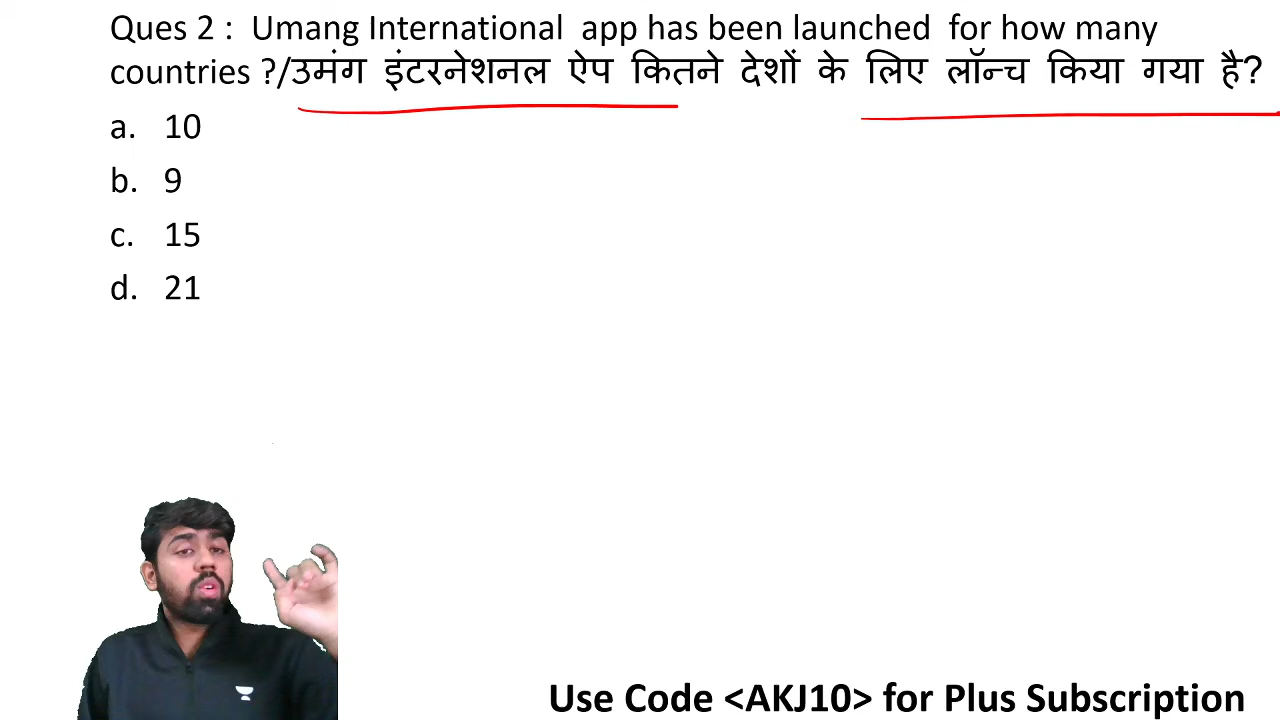 Ques 2 :  Umang International  app has been launched  for how many
countries ?/उमंग इंटरनेशनल ऐप कितने देशों के लिए लॉन्च किया गया है?
a. 10
b. 9
c. 15
d. 21
Use Code <AKJ10> for Plus Subscription